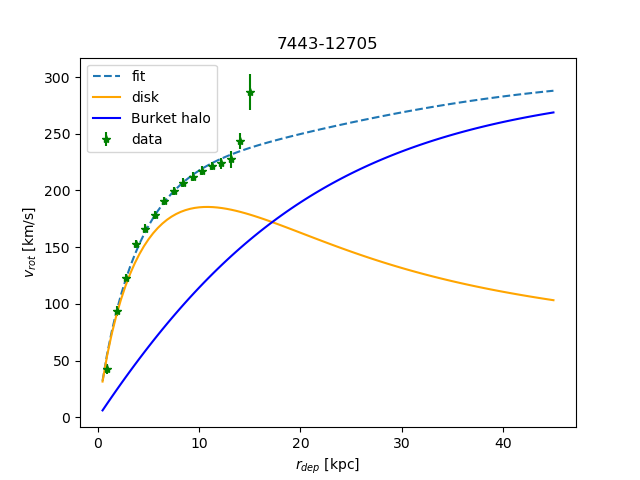 7443-12705
fit
disk
Burket halo
data
300
250
200
150
100
50
0
v_rot [km/s]
0 10 20 30 40
r_dep [kpc]